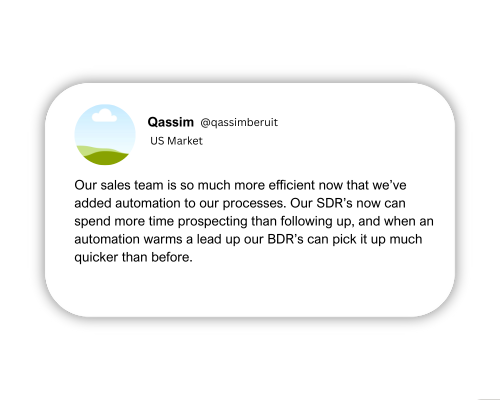 Qassim @qassimberuit
US Market
Our sales team is so much more efficient now that we’ve
added automation to our processes. Our SDR’s now can
spend more time prospecting than following up, and when an
automation warms a lead up our BDR’s can pick it up much
quicker than before.